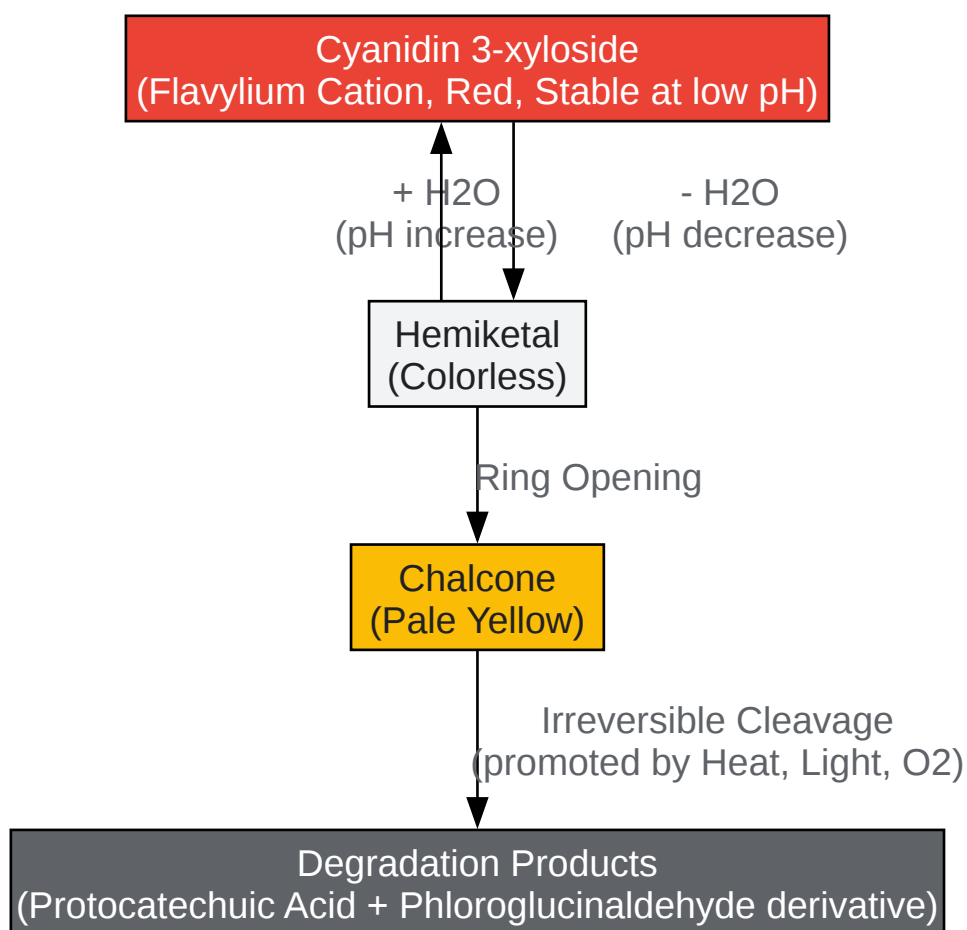 Cyanidin 3-xyloside
(Flavylium Cation, Red, Stable at low pH)
+ H2O
(pH increase)
- H2O
(pH decrease)
Hemiketal
(Colorless)
Ring Opening
Chalcone
(Pale Yellow)
Irreversible Cleavage
(promoted by Heat, Light, O2)
Degradation Products
(Protocatechuic Acid + Phloroglucinaldehyde derivative)